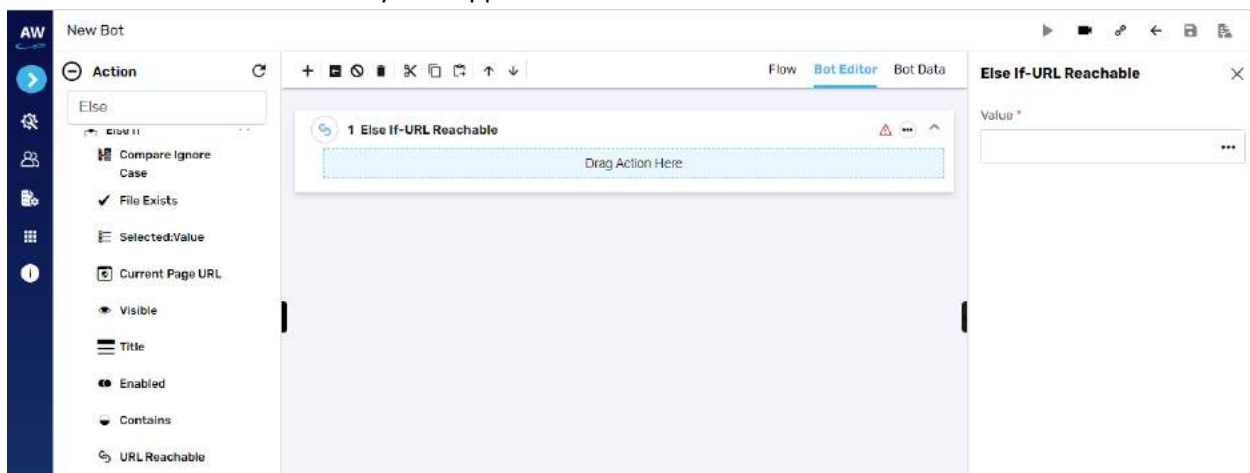 AW
New Bot
Action
Else
Else If
Compare Ignore
Case
File Exists
Selected:Value
Current Page URL
Visible
Title
Enabled
Contains
URL Reachable
Flow Bot Editor Bot Data
1 Else If-URL Reachable
Drag Action Here
Else If-URL Reachable
Value *